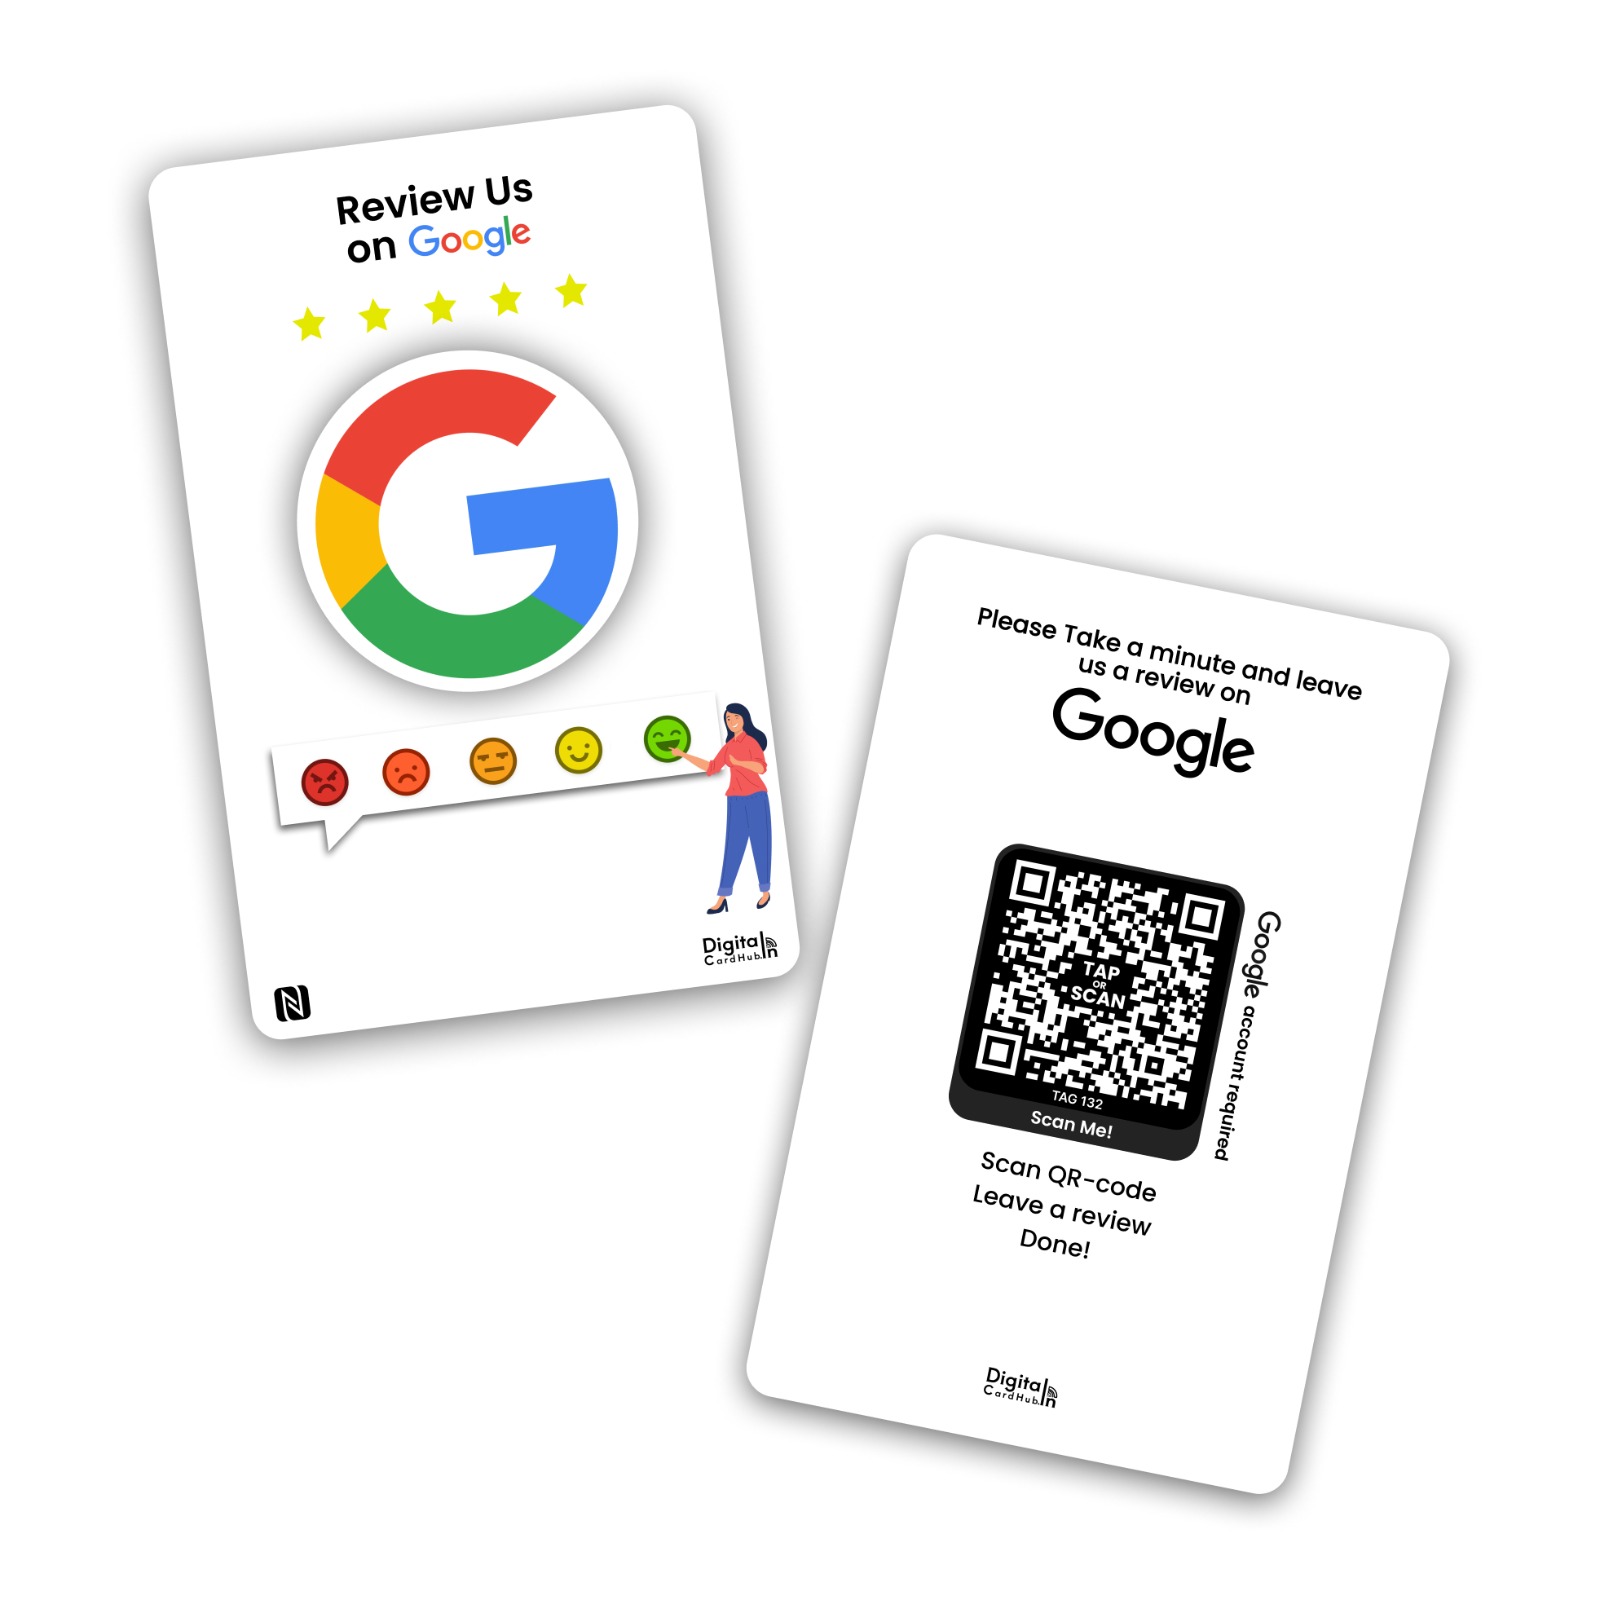 Review Us
on Google
Digital
CardHub.in
Please Take a minute and leave
us a review on
Google
TAP
OR
SCAN
TAG 132
Scan Me!
Google account required
Scan QR-code
Leave a review
Done!
Digital
CardHub.in